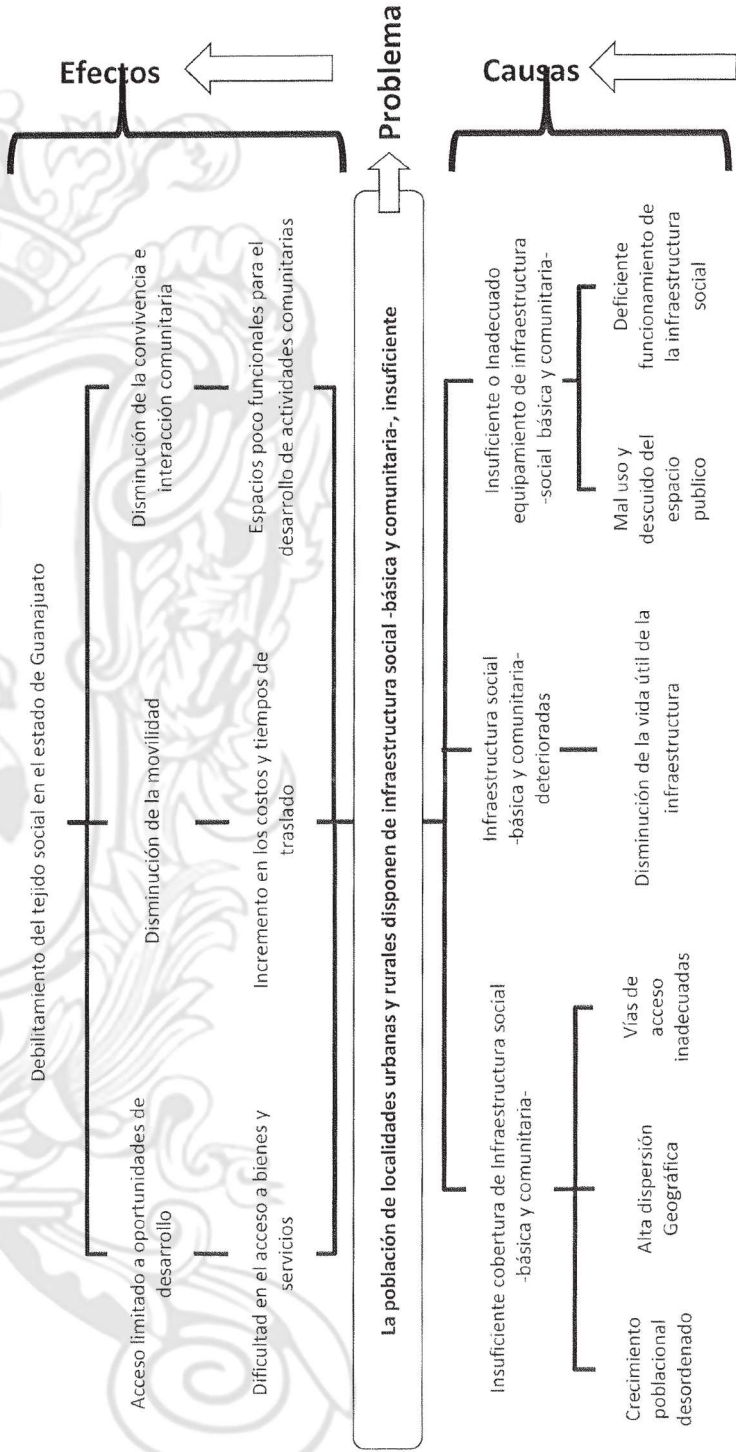 Debilitamiento del tejido social en el estado de Guanajuato
Acceso limitado a oportunidades de
desarrollo
Disminución de la movilidad
Disminución de la convivencia e
interacción comunitaria
Dificultad en el acceso a bienes y
servicios
Incremento en los costos y tiempos de
traslado
Espacios poco funcionales para el
desarrollo de actividades comunitarias
Efectos
La población de localidades urbanas y rurales disponen de infraestructura social -básica y comunitaria-, insuficiente
Problema
Insuficiente cobertura de Infraestructura social
-básica y comunitaria-
Infraestructura social
-básica y comunitaria-
deterioradas
Insuficiente o Inadecuado
equipamiento de infraestructura
-social básica y comunitaria-
Crecimiento
poblacional
desordenado
Alta dispersión
Geográfica
Vías de
acceso
inadecuadas
Disminución de la vida útil de la
infraestructura
Mal uso y
descuido del
espacio
publico
Deficiente
funcionamiento de
la infraestructura
social
Causas